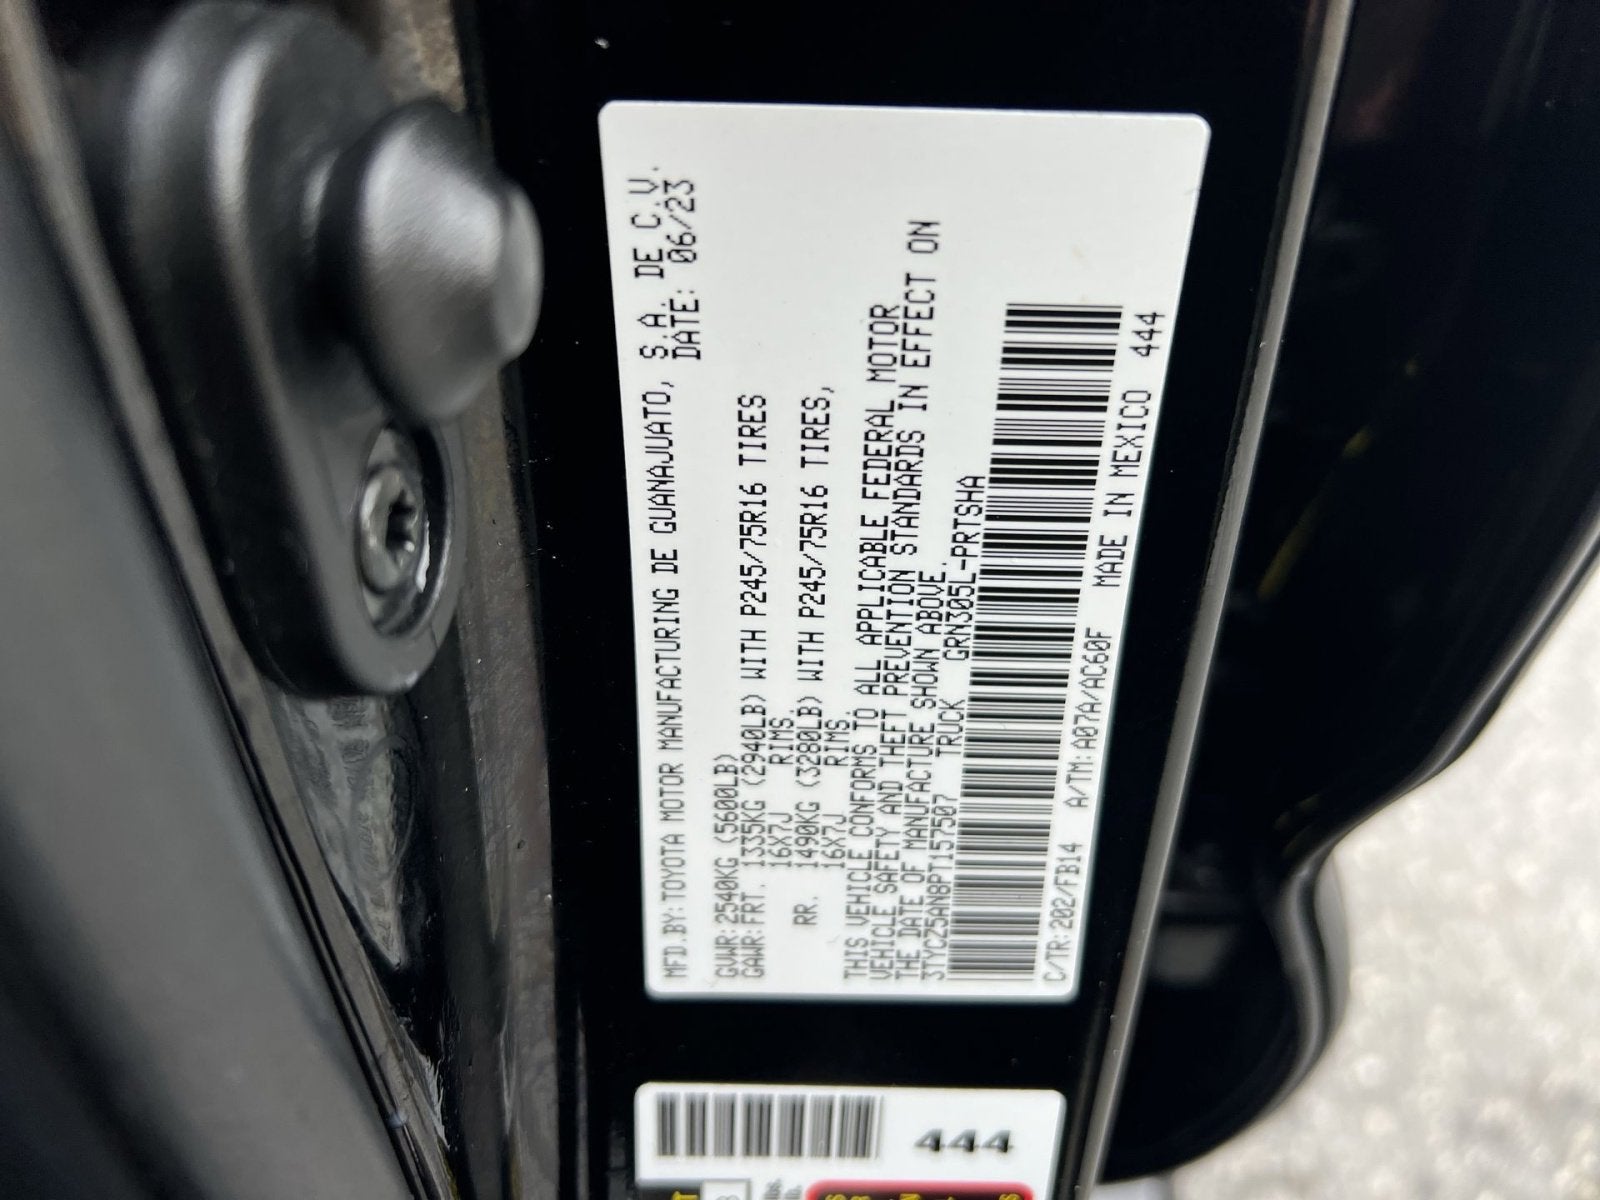 MFD.BY:TOYOTA MOTOR MANUFACTURING DE GUANAJUATO, S.A. DE C.V.
DATE: 06/23
GVWR:2540KG (5600LB)
GAWR:FRT. 1335KG (2940LB) WITH P245/75R16 TIRES
16X7J RIMS.
RR. 1490KG (3280LB) WITH P245/75R16 TIRES,
16X7J RIMS.
THIS VEHICLE CONFORMS TO ALL APPLICABLE FEDERAL MOTOR
VEHICLE SAFETY AND THEFT PREVENTION STANDARDS IN EFFECT ON
THE DATE OF MANUFACTURE SHOWN ABOVE.
3TYCZ5AN8PT157507 TRUCK GRN305L-PRTSHA
C/TR:202/FB14 A/TM:A07A/AC60F MADE IN MEXICO 444
444